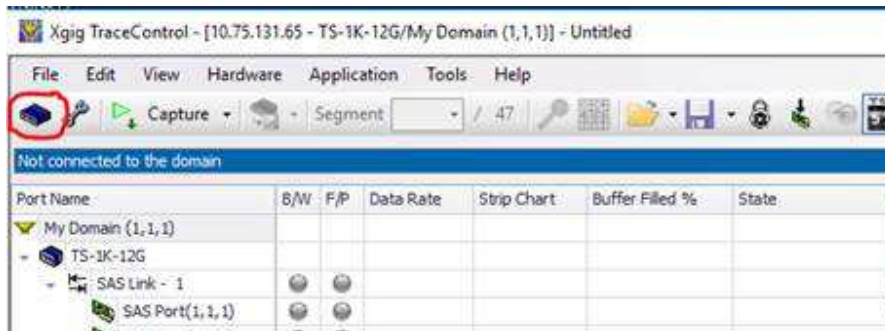 Xgig TraceControl - [10.75.131.65 - TS-1K-12G/My Domain (1,1,1)] - Untitled
File Edit View Hardware Application Tools Help
Capture Segment / 47
Not connected to the domain
Port Name B/W F/P Data Rate Strip Chart Buffer Filled % State
My Domain (1,1,1)
TS-1K-12G
SAS Link - 1
SAS Port(1,1,1)